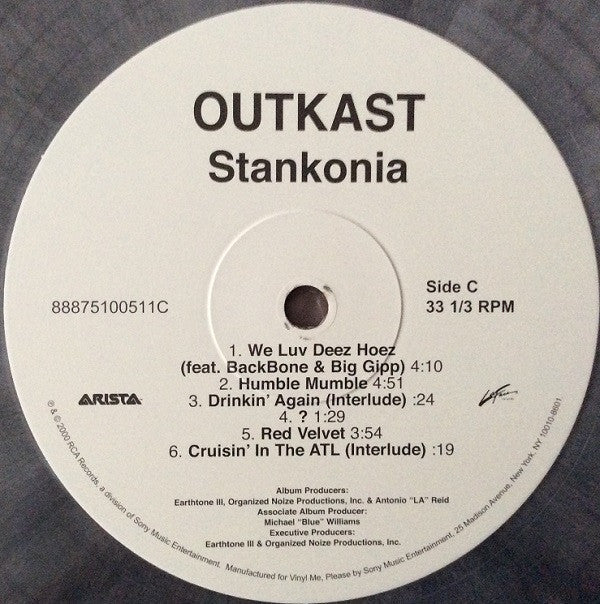 OUTKAST
Stankonia
88875100511C
Side C
33 1/3 RPM
1. We Luv Deez Hoez
(feat. BackBone & Big Gipp) 4:10
2. Humble Mumble 4:51
3. Drinkin' Again (Interlude) :24
4. ? 1:29
5. Red Velvet 3:54
6. Cruisin' In The ATL (Interlude) :19
ARISTA
LaFace
Album Producers:
Earthtone III, Organized Noize Productions, Inc. & Antonio "LA" Reid
Associate Album Producer:
Michael "Blue" Williams
Executive Producers:
Earthtone III & Organized Noize Productions, Inc.
℗ & © 2000 RCA Records, a division of Sony Music Entertainment. Manufactured for Vinyl Me, Please by Sony Music Entertainment, 25 Madison Avenue, New York, NY 10010-8601